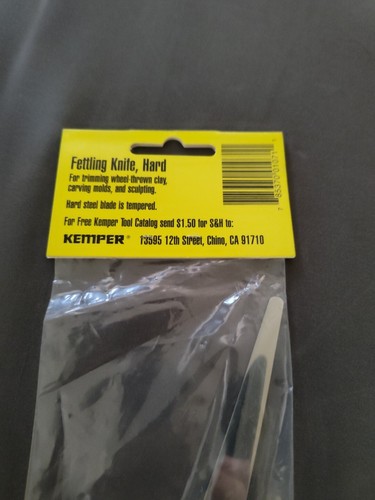 Fettling Knife, Hard
For trimming wheel-thrown clay,
carving molds, and sculpting.
Hard steel blade is tempered.
For Free Kemper Tool Catalog send $1.50 for S&H to:
KEMPER® 13595 12th Street, Chino, CA 91710